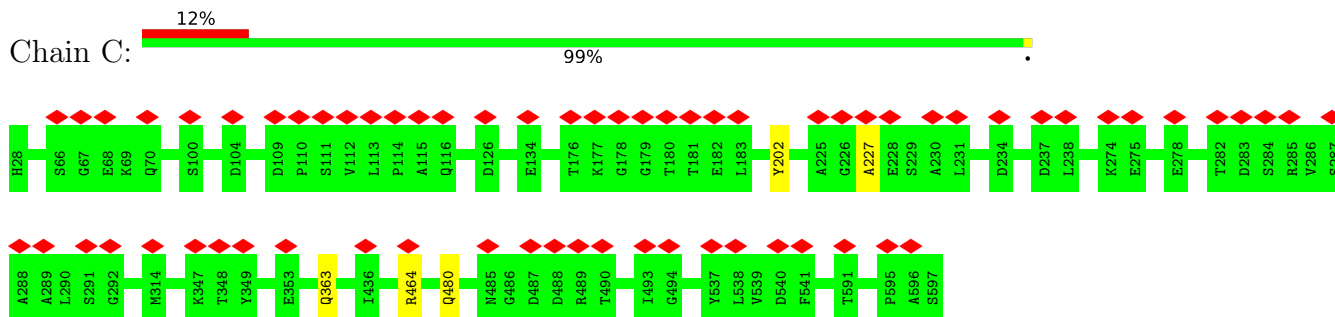 12%
Chain C:
99%
.
H28 S66 G67 E68 K69 Q70 S100 D104 D109 P110 S111 V112 L113 P114 A115 Q116 D126 E134 T176 K177 G178 G179 T180 T181 E182 L183 Y202 A225 G226 A227 E228 S229 A230 L231 D234 D237 L238 K274 E275 E278 T282 D283 S284 R285 V286 S287
A288 A289 L290 S291 G292 M314 K347 T348 Y349 E353 Q363 I436 R464 Q480 N485 G486 D487 D488 R489 T490 I493 G494 Y537 L538 V539 D540 F541 T591 P595 A596 S597